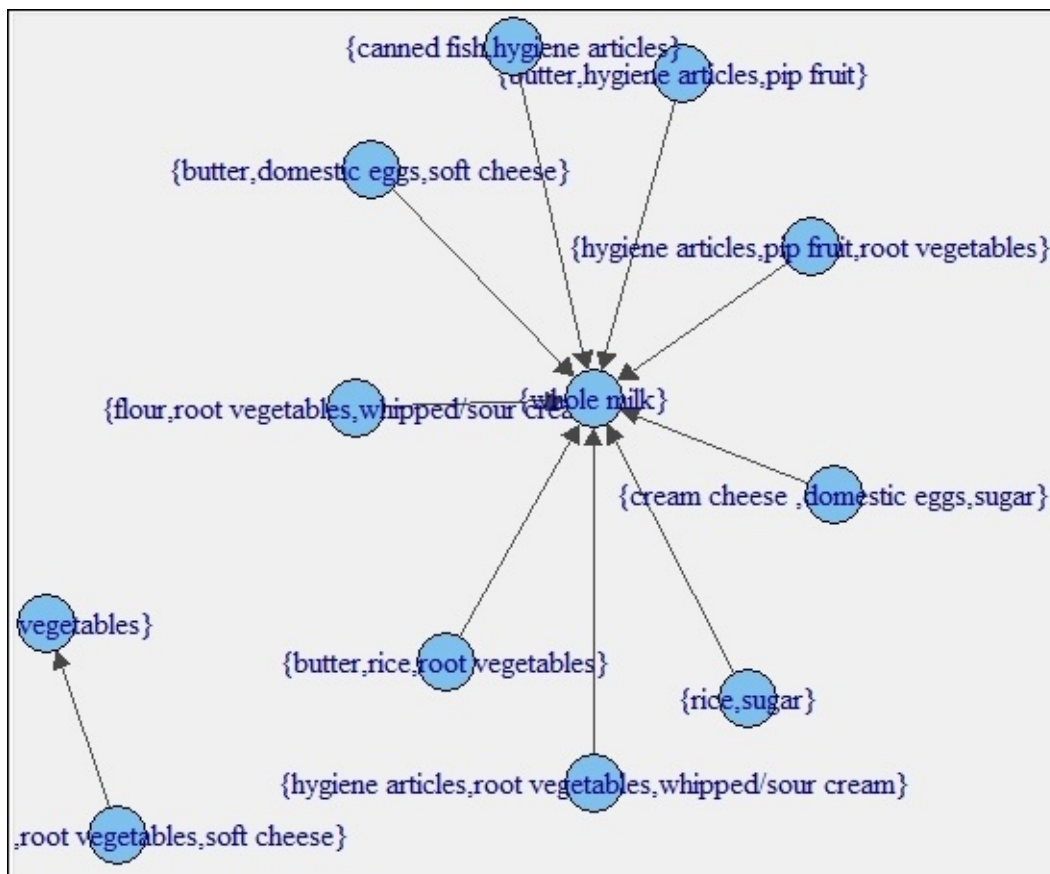 {canned fish,hygiene articles}
{butter,hygiene articles,pip fruit}
{butter,domestic eggs,soft cheese}
{hygiene articles,pip fruit,root vegetables}
{whole milk}
{flour,root vegetables,whipped/sour crea
{cream cheese ,domestic eggs,sugar}
vegetables}
{butter,rice,root vegetables}
{rice,sugar}
{hygiene articles,root vegetables,whipped/sour cream}
,root vegetables,soft cheese}